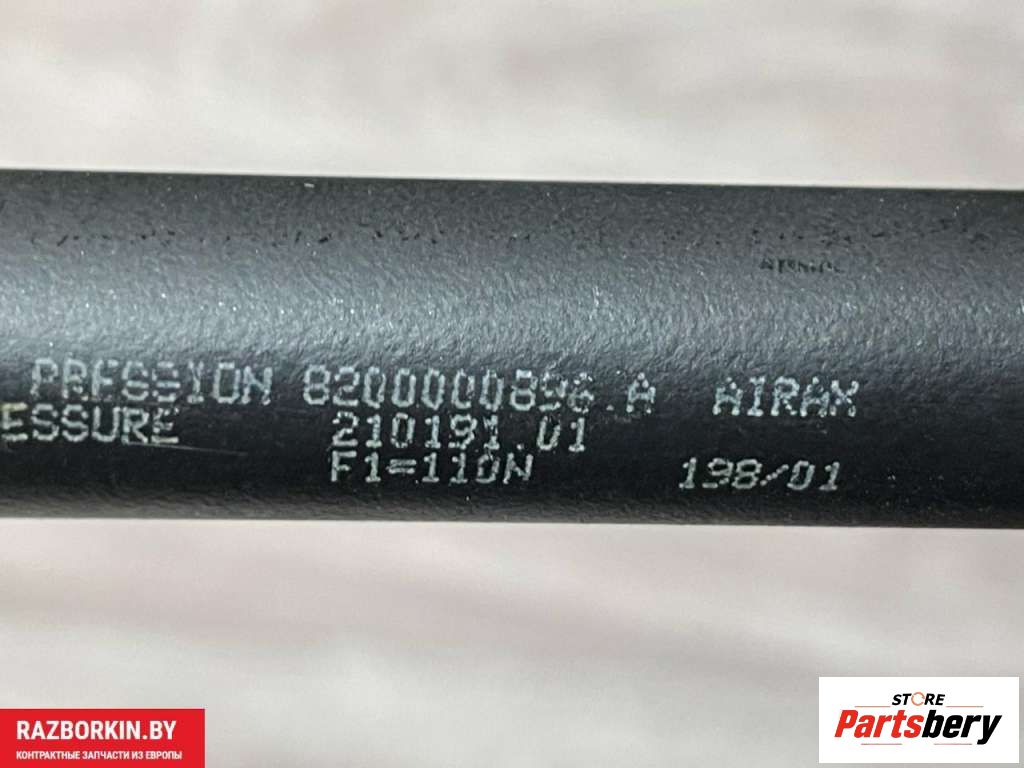 PRESSION 8200000896.A AIRAX
ESSURE 210191.01
F1=110N 198/01
STORE
Partsbery
RAZBORKIN.BY
КОНТРАКТНЫЕ ЗАПЧАСТИ ИЗ ЕВРОПЫ